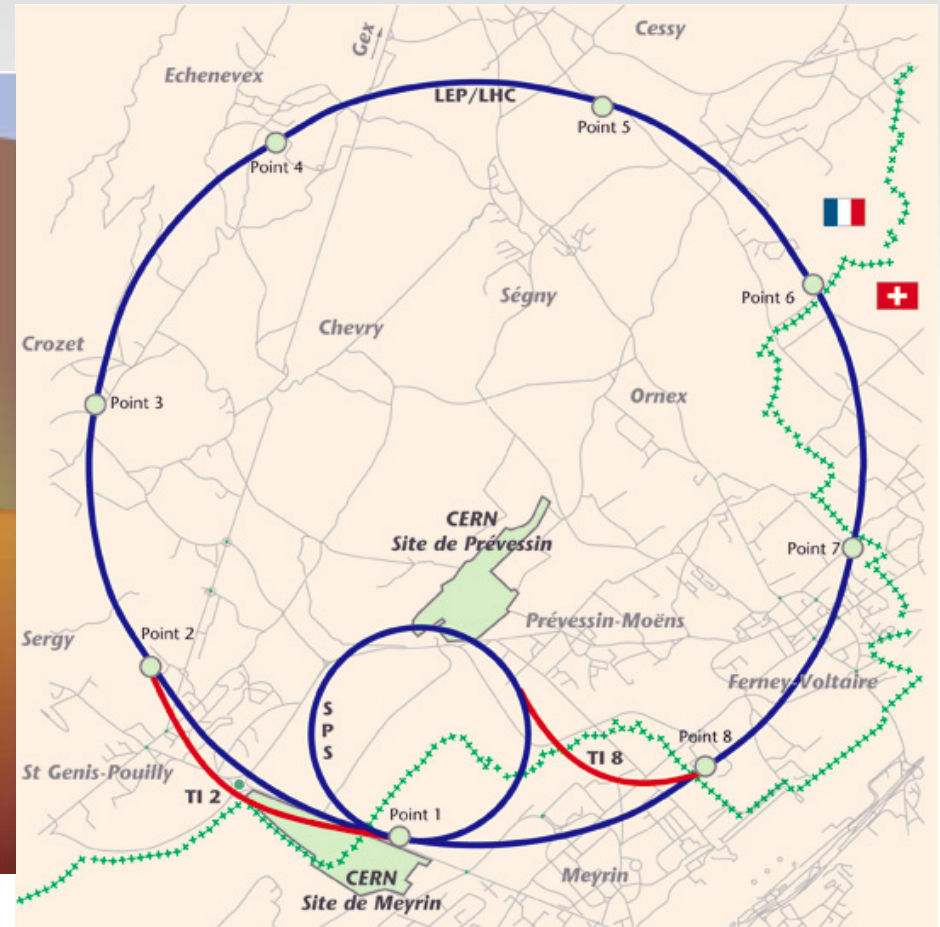 Cessy
Gex
Echenevex
LEP/LHC
Point 5
Point 4
Point 6
Ségny
Chevry
Crozet
Ornex
Point 3
CERN
Site de Prévessin
Point 7
Prévessin-Moëns
Point 2
Sergy
Ferney-Voltaire
S
P
S
Point 8
TI 8
St Genis-Pouilly
TI 2
Point 1
Meyrin
CERN
Site de Meyrin